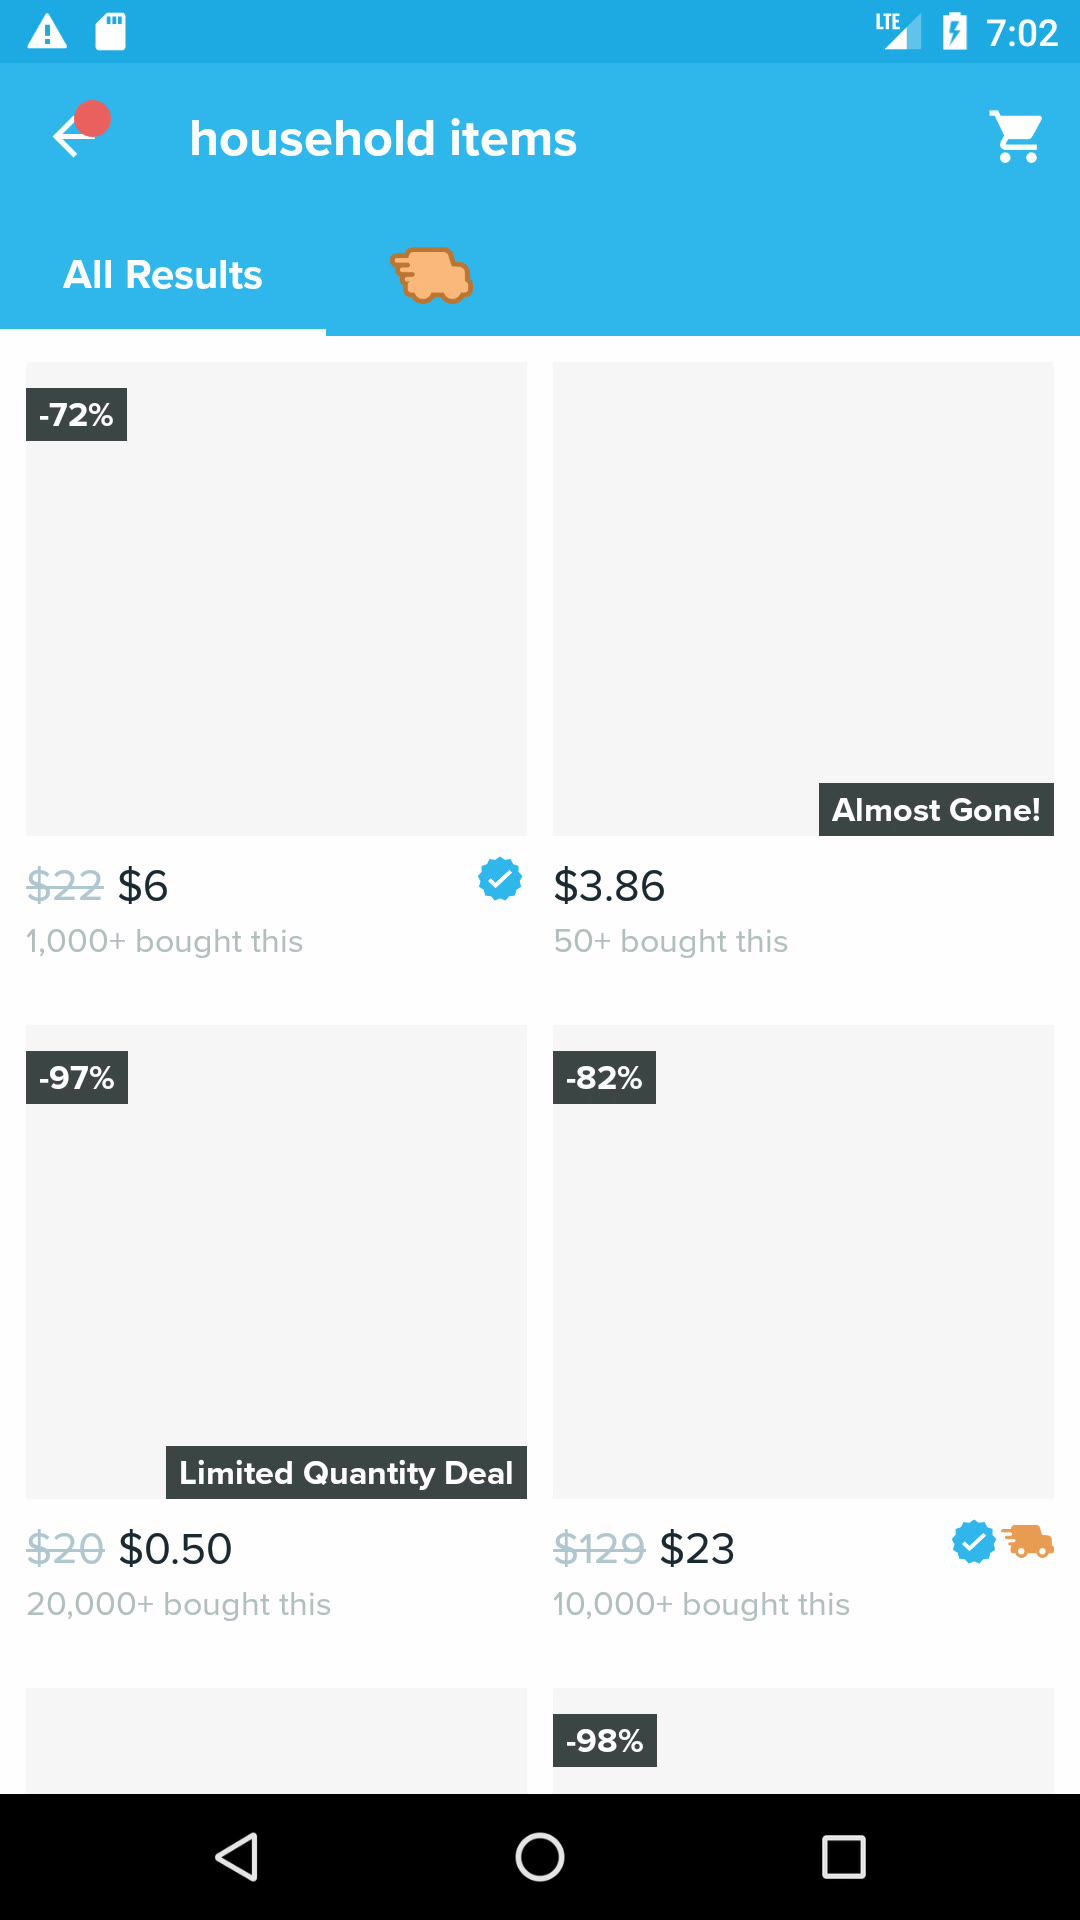 LTE 7:02
household items
All Results
-72%
Almost Gone!
$22 $6
$3.86
1,000+ bought this
50+ bought this
-97%
-82%
Limited Quantity Deal
$20 $0.50
$129 $23
20,000+ bought this
10,000+ bought this
-98%